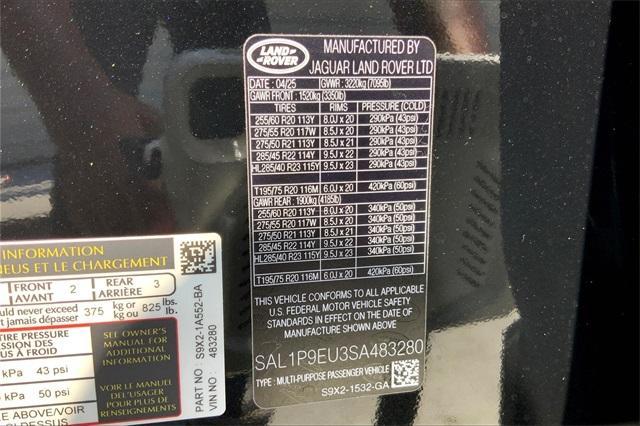 LAND ROVER
MANUFACTURED BY
JAGUAR LAND ROVER LTD
DATE : 04/25 GVWR : 3220kg (7095lb)
GAWR FRONT : 1520kg (3350lb)
TIRES RIMS PRESSURE (COLD)
255/60 R20 113Y 8.0J x 20 290kPa (43psi)
275/55 R20 117W 8.5J x 20 290kPa (43psi)
275/50 R21 113Y 8.5J x 21 290kPa (43psi)
285/45 R22 114Y 9.5J x 22 290kPa (43psi)
HL285/40 R23 115Y 9.5J x 23 290kPa (43psi)
T195/75 R20 116M 6.0J x 20 420kPa (60psi)
GAWR REAR : 1900kg (4185lb)
255/60 R20 113Y 8.0J x 20 340kPa (50psi)
275/55 R20 117W 8.5J x 20 340kPa (50psi)
275/50 R21 113Y 8.5J x 21 340kPa (50psi)
285/45 R22 114Y 9.5J x 22 340kPa (50psi)
HL285/40 R23 115Y 9.5J x 23 340kPa (50psi)
T195/75 R20 116M 6.0J x 20 420kPa (60psi)
THIS VEHICLE CONFORMS TO ALL APPLICABLE
U.S. FEDERAL MOTOR VEHICLE SAFETY
STANDARDS IN EFFECT ON THE DATE OF
MANUFACTURE SHOWN ABOVE
SAL1P9EU3SA483280
TYPE : MULTI-PURPOSE PASSENGER VEHICLE
S9X2-1532-GA
INFORMATION
NEUS ET LE CHARGEMENT
FRONT 2 REAR 3
AVANT ARRIÈRE
uld never exceed 375 kg or 825 lbs.
t jamais dépasser kg ou lb.
TIRE PRESSURE
DES PNEUS
S À FROID
kPa 43 psi
kPa 50 psi
E ABOVE/VOIR
CI-DESSUS
SEE OWNER'S
MANUAL FOR
ADDITIONAL
INFORMATION
VOIR LE MANUEL
DE L'USAGER
POUR PLUS DE
RENSEIGNEMENTS
PART NO : S9X2-1A552-BA
VIN NO : 483280